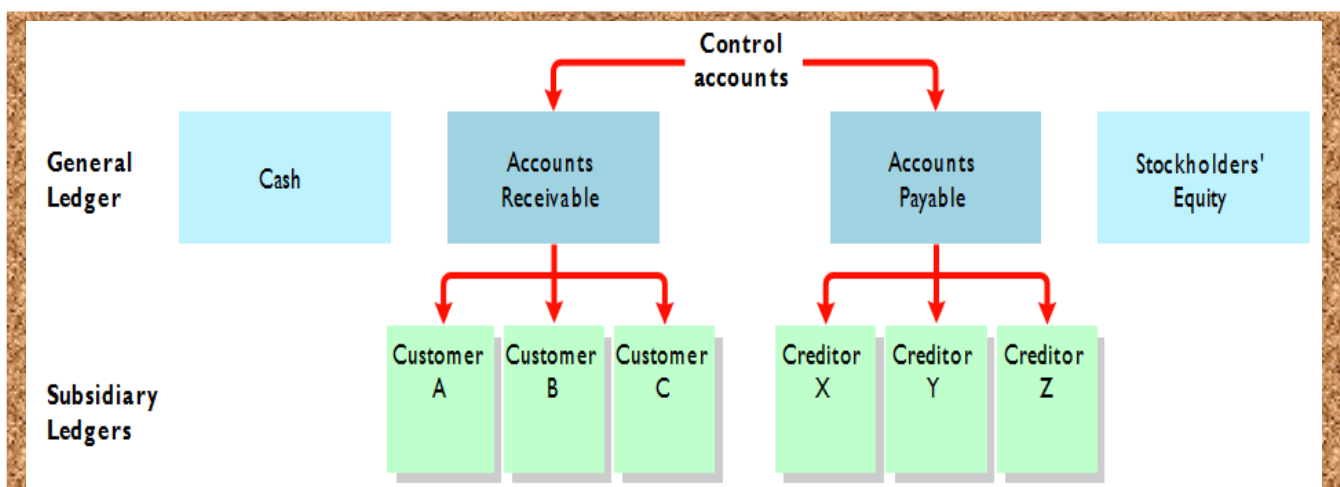 Control
accounts
General
Ledger
Cash
Accounts
Receivable
Accounts
Payable
Stockholders'
Equity
Subsidiary
Ledgers
Customer
A
Customer
B
Customer
C
Creditor
X
Creditor
Y
Creditor
Z